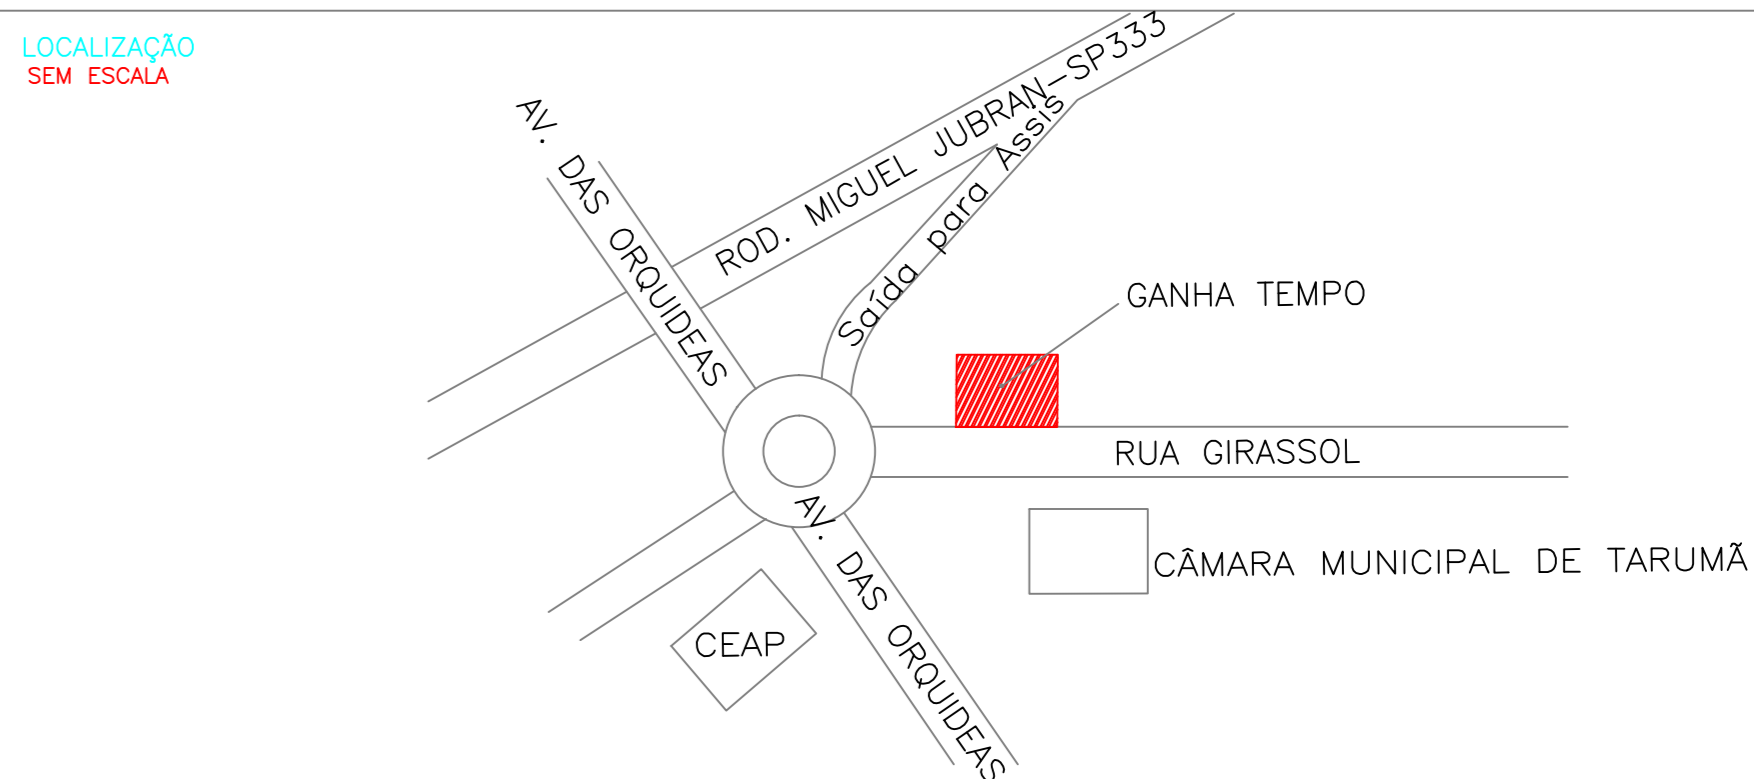 LOCALIZAÇÃO
SEM ESCALA
AV. DAS ORQUIDEAS
ROD. MIGUEL JUBRAN-SP333
Saída para Assis
GANHA TEMPO
RUA GIRASSOL
AV. DAS ORQUIDEAS
CÂMARA MUNICIPAL DE TARUMÃ
CEAP